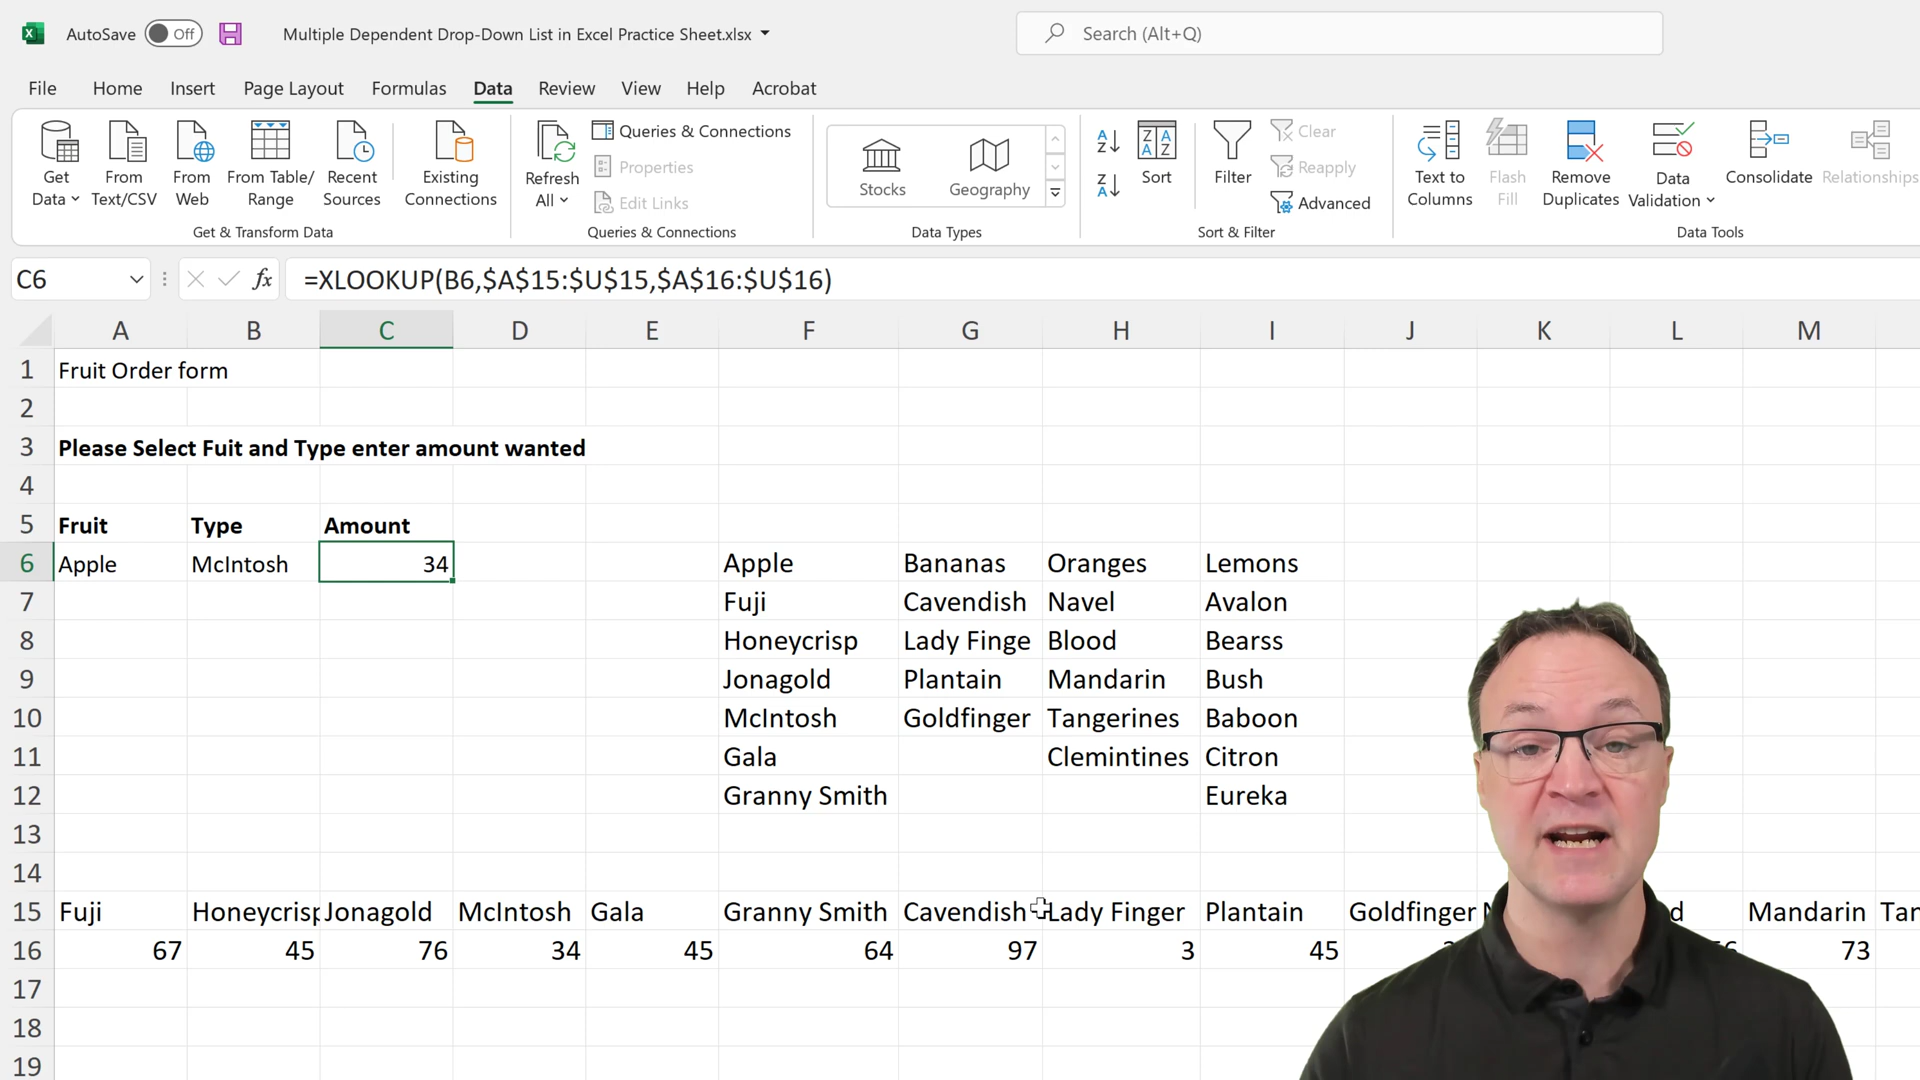 AutoSave Off Multiple Dependent Drop-Down List in Excel Practice Sheet.xlsx Search (Alt+Q)
File Home Insert Page Layout Formulas Data Review View Help Acrobat
Get Data From Text/CSV From Web From Table/ Range Recent Sources Existing Connections
Get & Transform Data
Refresh All Queries & Connections
Properties
Edit Links
Queries & Connections
Stocks Geography
Data Types
Sort Filter Clear
Reapply
Advanced
Sort & Filter
Text to Columns Flash Fill Remove Duplicates Data Validation Consolidate Relationships
Data Tools
C6 fx =XLOOKUP(B6,$A$15:$U$15,$A$16:$U$16)
A B C D E F G H I J K L M
1 Fruit Order form
2
3 Please Select Fuit and Type enter amount wanted
4
5 Fruit Type Amount
6 Apple McIntosh 34 Apple Bananas Oranges Lemons
7 Fuji Cavendish Navel Avalon
8 Honeycrisp Lady Finge Blood Bearss
9 Jonagold Plantain Mandarin Bush
10 McIntosh Goldfinger Tangerines Baboon
11 Gala Clemintines Citron
12 Granny Smith Eureka
13
14
15 Fuji Honeycrisp Jonagold McIntosh Gala Granny Smith Cavendish Lady Finger Plantain Goldfinger Mandarin
16 67 45 76 34 45 64 97 3 45 73
17
18
19